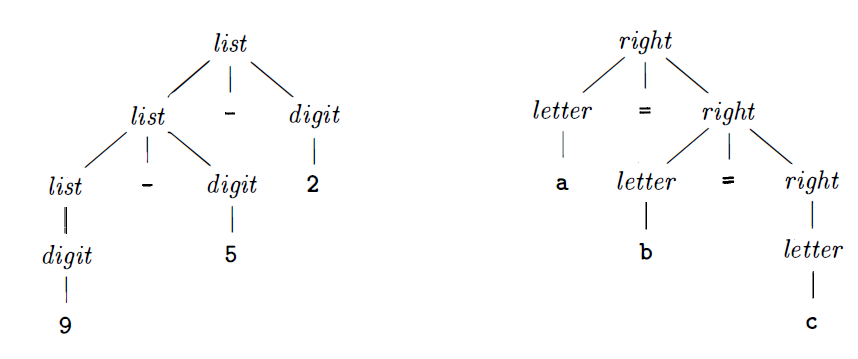 list right
list - digit letter = right
list - digit 2 a letter = right
digit 5 b letter
9 c